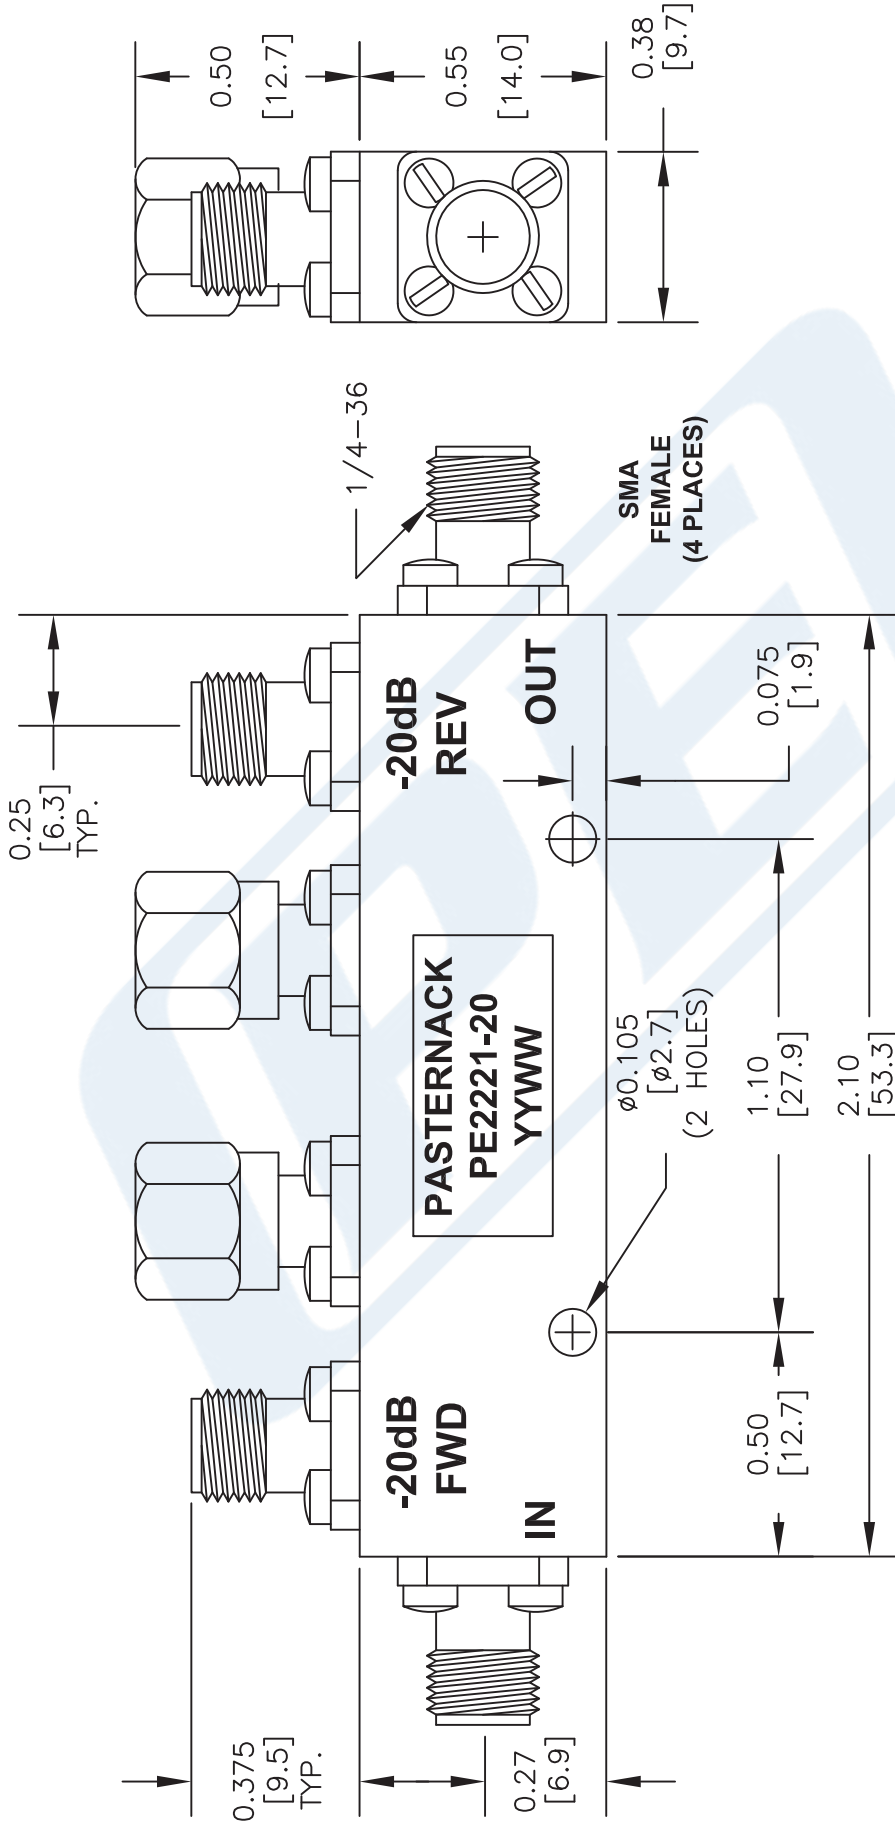 0.375
[9.5]
TYP.
0.25
[6.3]
TYP.
0.50
[12.7]
0.55
[14.0]
0.38
[9.7]
1/4-36
SMA
FEMALE
(4 PLACES)
-20dB
FWD
-20dB
REV
IN
OUT
PASTERNACK
PE2221-20
YYWW
0.27
[6.9]
0.075
[1.9]
ø0.105
[ø2.7]
(2 HOLES)
0.50
[12.7]
1.10
[27.9]
2.10
[53.3]
PE